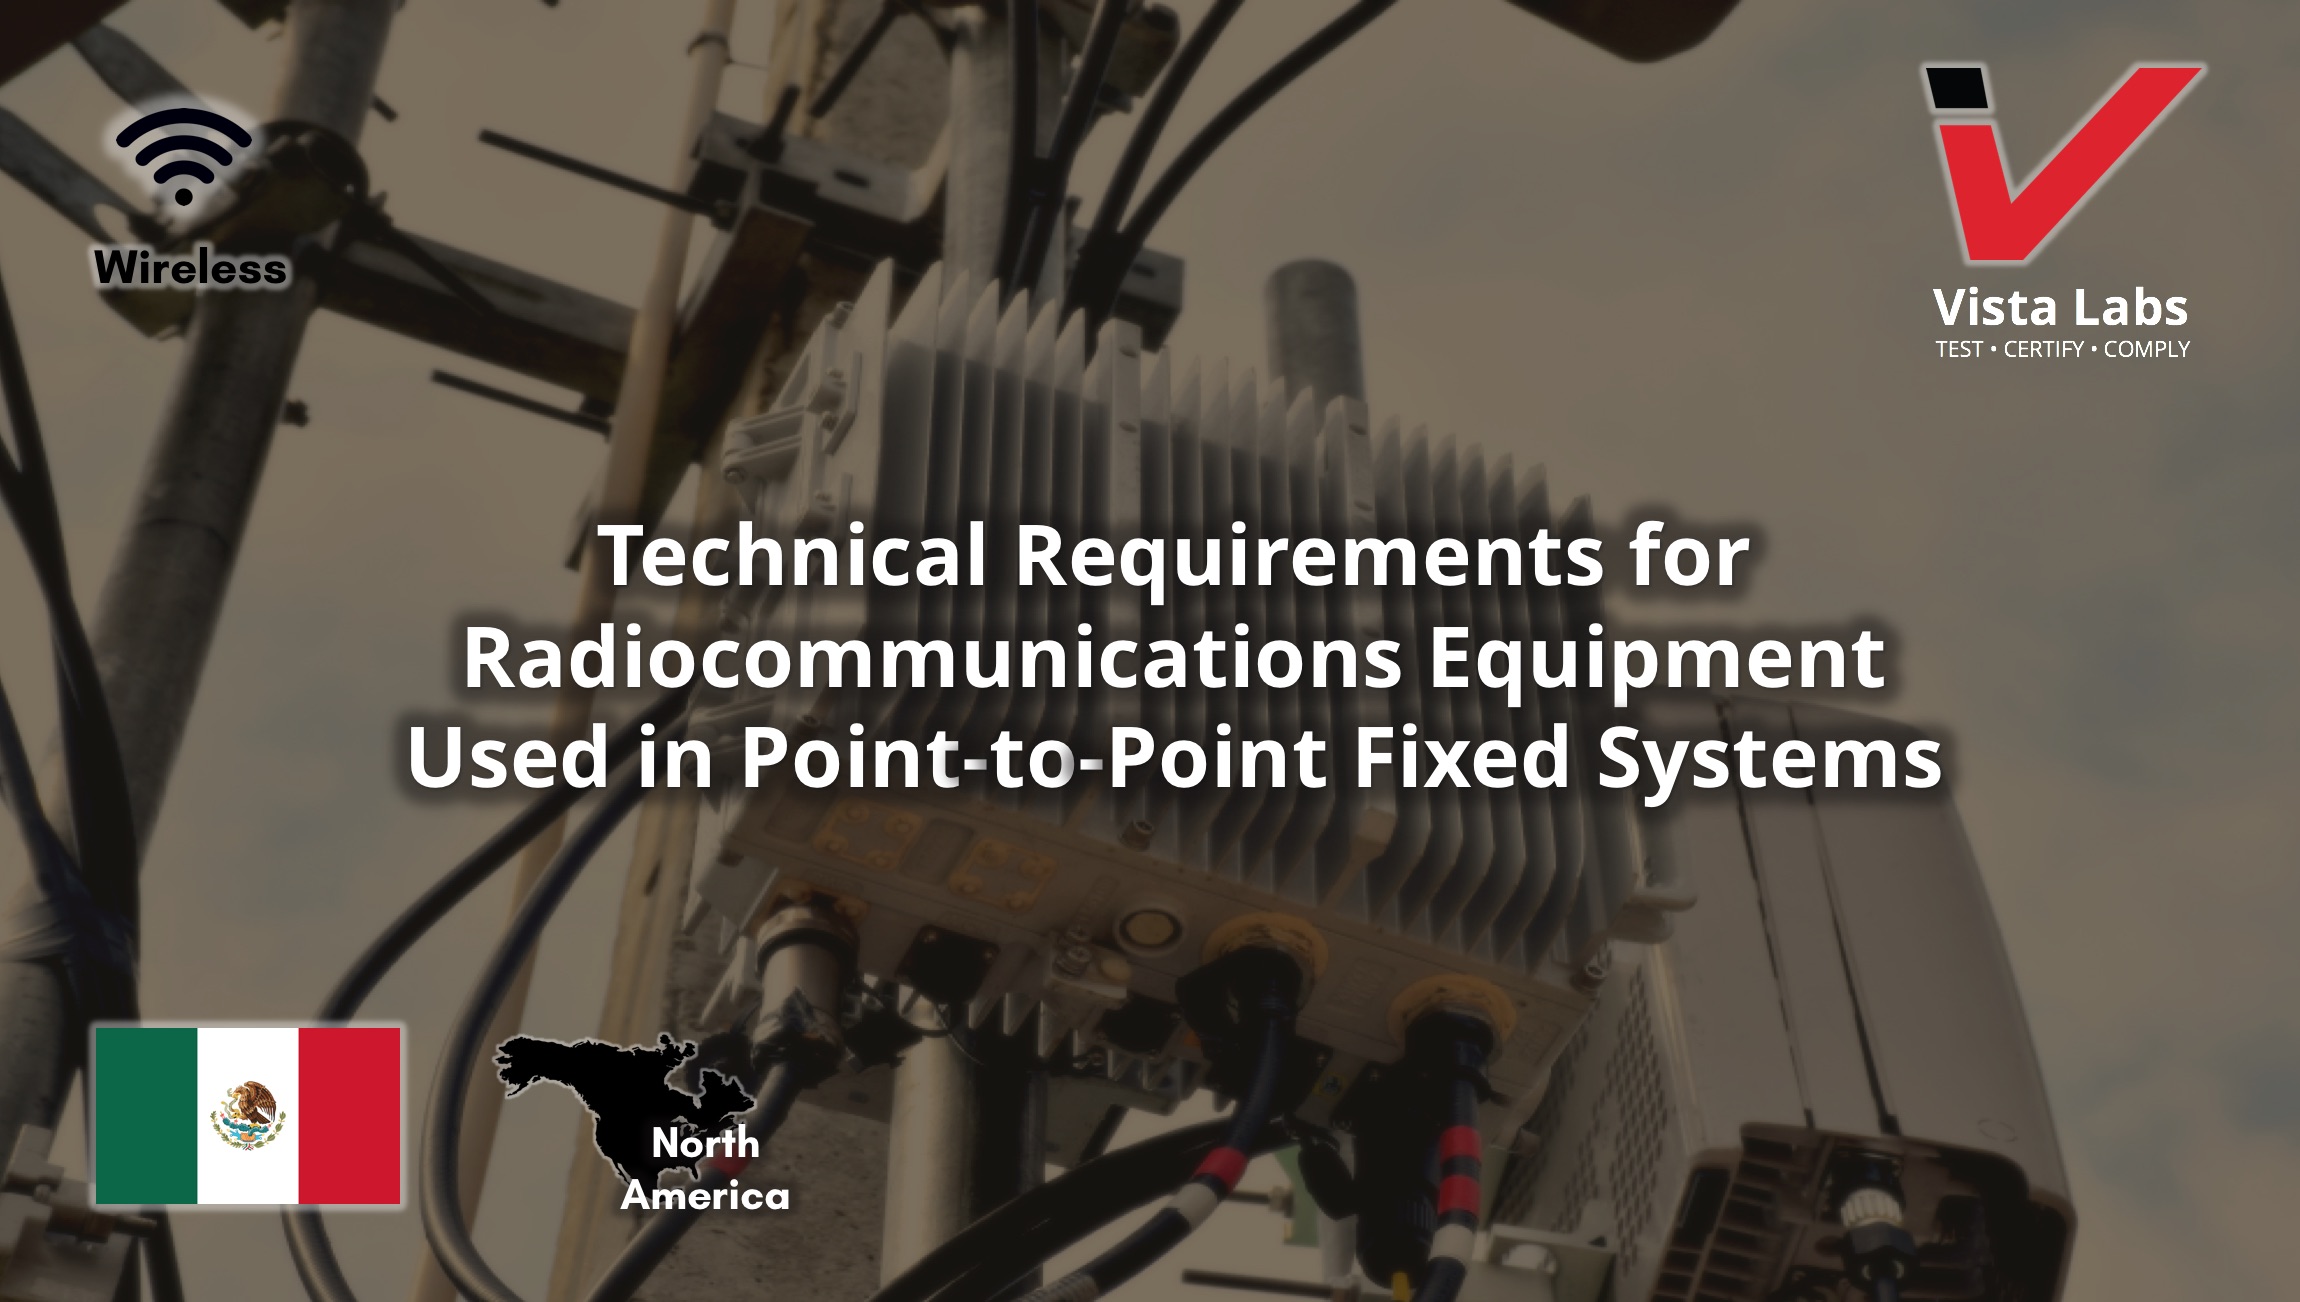 Wireless
Vista Labs
TEST • CERTIFY • COMPLY
Technical Requirements for
Radiocommunications Equipment
Used in Point-to-Point Fixed Systems
North
America